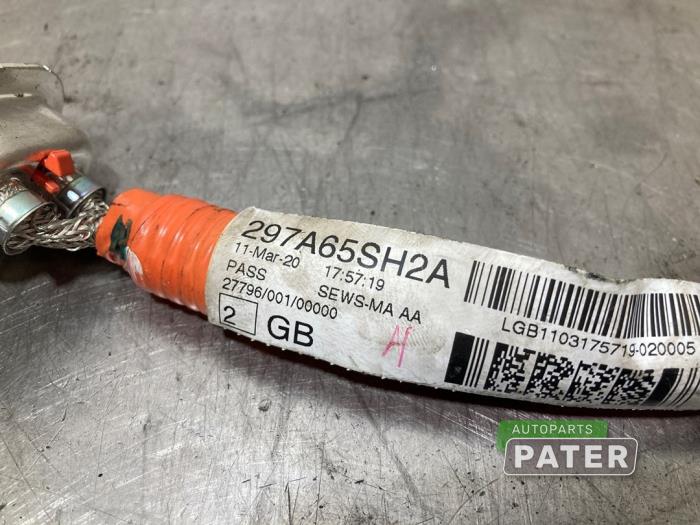 297A65SH2A
11-Mar-20 17:57:19
PASS SEWS-MA AA
27796/001/00000
2 GB
H
LGB1103175719-020005
AUTOPARTS
PATER